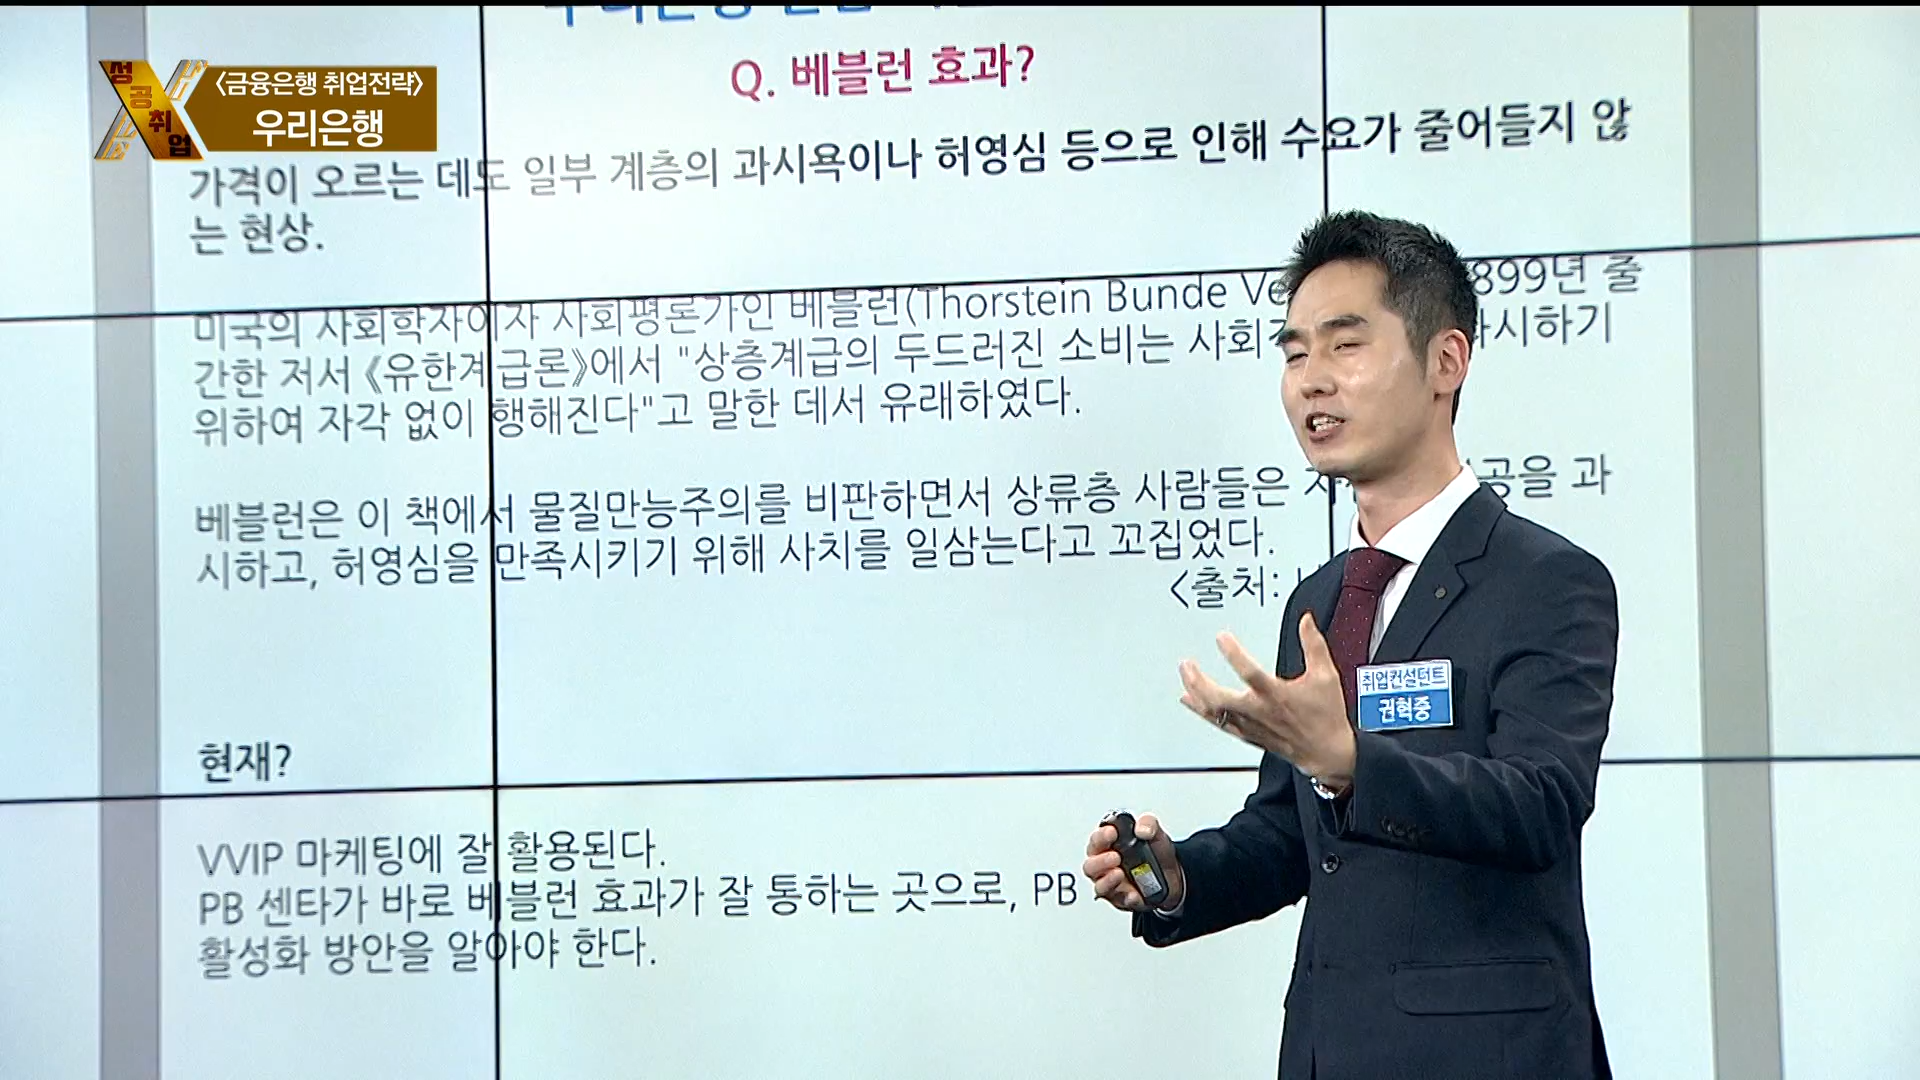 성공취업
X
FILE
<금융은행 취업전략>
우리은행
Q. 베블런 효과?
가격이 오르는 데도 일부 계층의 과시욕이나 허영심 등으로 인해 수요가 줄어들지 않
는 현상.
미국의 사회학자이자 사회평론가인 베블런(Thorstein Bunde 899년 출
간한 저서 《유한계급론》에서 "상층계급의 두드러진 소비는 과시하기
위하여 자각 없이 행해진다"고 말한 데서 유래하였다.
베블런은 이 책에서 물질만능주의를 비판하면서 상류층 사람들은 과
시하고, 허영심을 만족시키기 위해 사치를 일삼는다고 꼬집었다.
<출처:
현재?
VVIP 마케팅에 잘 활용된다.
PB 센타가 바로 베블런 효과가 잘 통하는 곳으로, PB
활성화 방안을 알아야 한다.
취업컨설턴트
권혁중